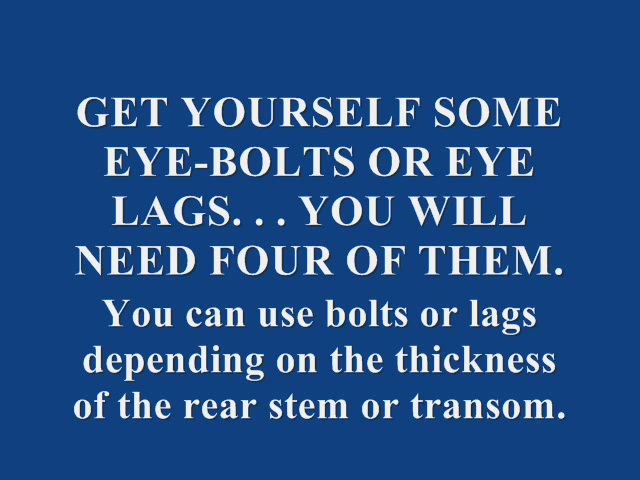 GET YOURSELF SOME
EYE-BOLTS OR EYE
LAGS. . . YOU WILL
NEED FOUR OF THEM.
You can use bolts or lags
depending on the thickness
of the rear stem or transom.